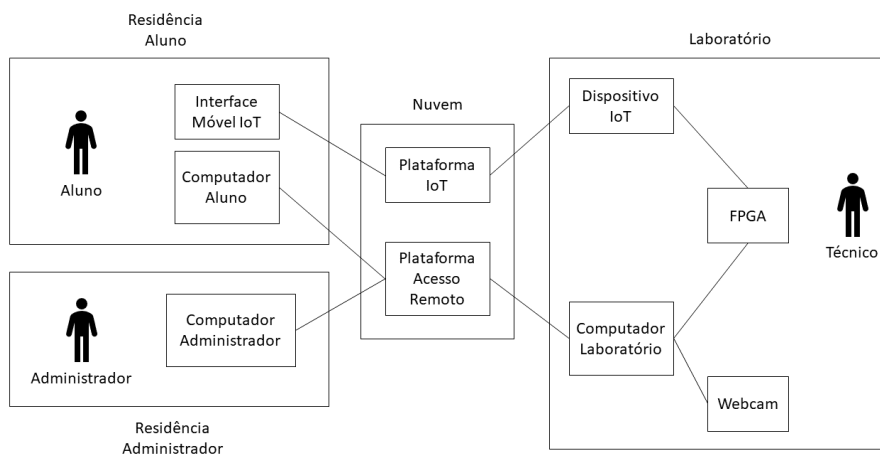 Residência
Aluno
Interface
Móvel IoT
Aluno
Computador
Aluno
Computador
Administrador
Administrador
Residência
Administrador
Nuvem
Plataforma
IoT
Plataforma
Acesso
Remoto
Laboratório
Dispositivo
IoT
FPGA
Técnico
Computador
Laboratório
Webcam